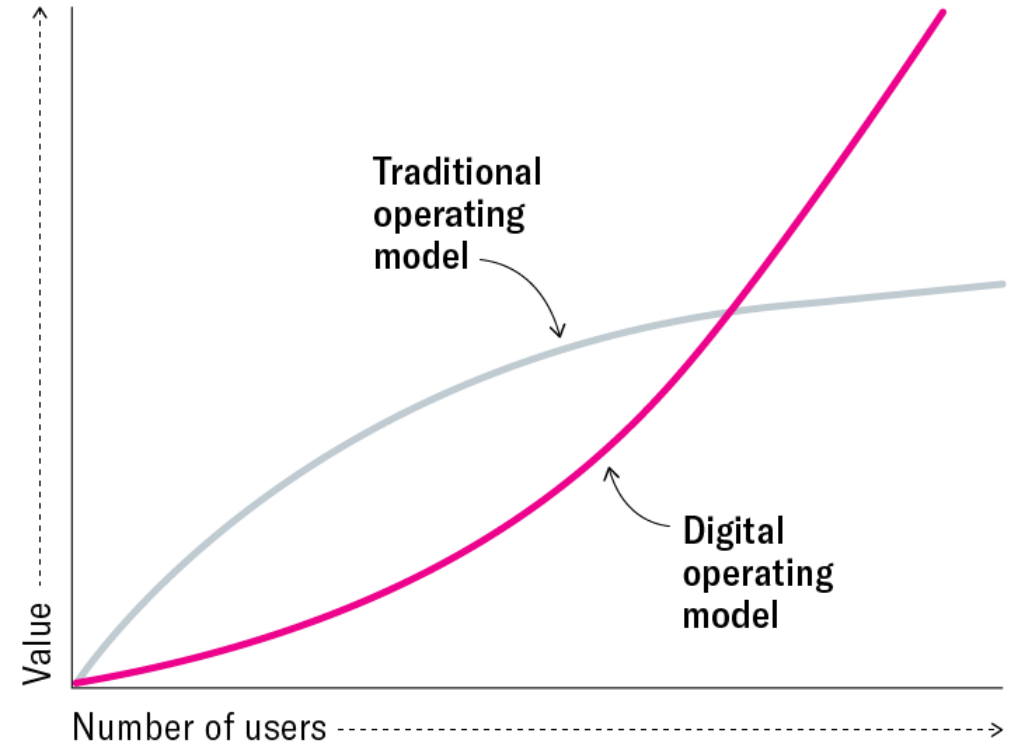 Traditional
operating
model
Digital
operating
model
Value
Number of users